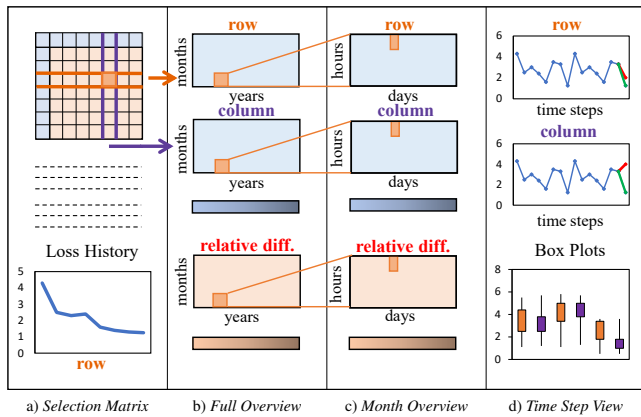 row
months
years
column
months
years
relative diff.
months
years
row
hours
days
column
hours
days
relative diff.
hours
days
row
6
4
2
0
time steps
column
6
4
2
0
time steps
Box Plots
8
6
4
2
0
Loss History
5
4
3
2
1
0
row
a) Selection Matrix
b) Full Overview
c) Month Overview
d) Time Step View